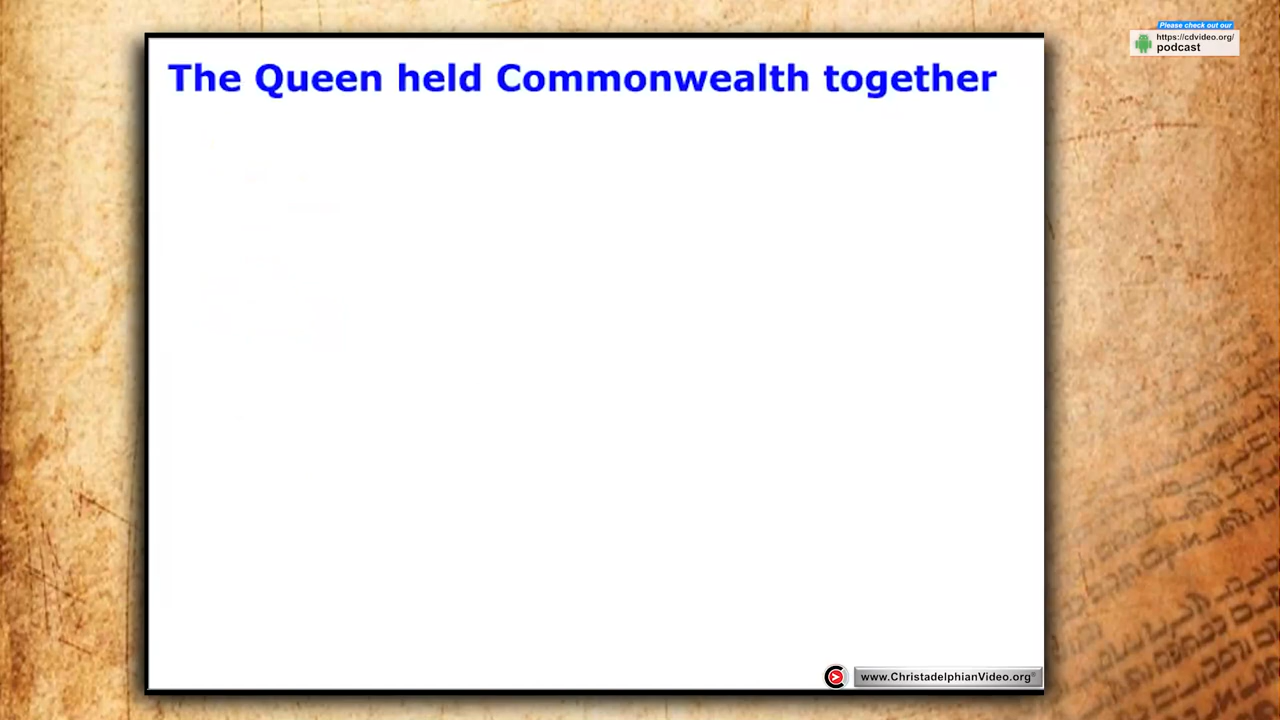 Please check out our
https://cdvideo.org/
podcast
The Queen held Commonwealth together
www.ChristadelphianVideo.org